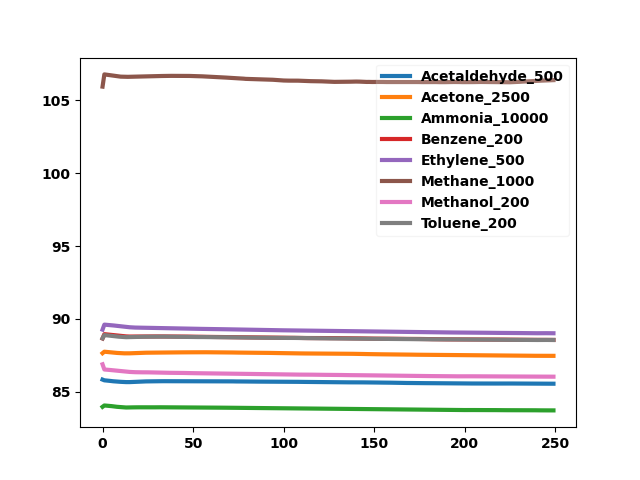 105
100
95
90
85
0
50
100
150
200
250
Acetaldehyde_500
Acetone_2500
Ammonia_10000
Benzene_200
Ethylene_500
Methane_1000
Methanol_200
Toluene_200